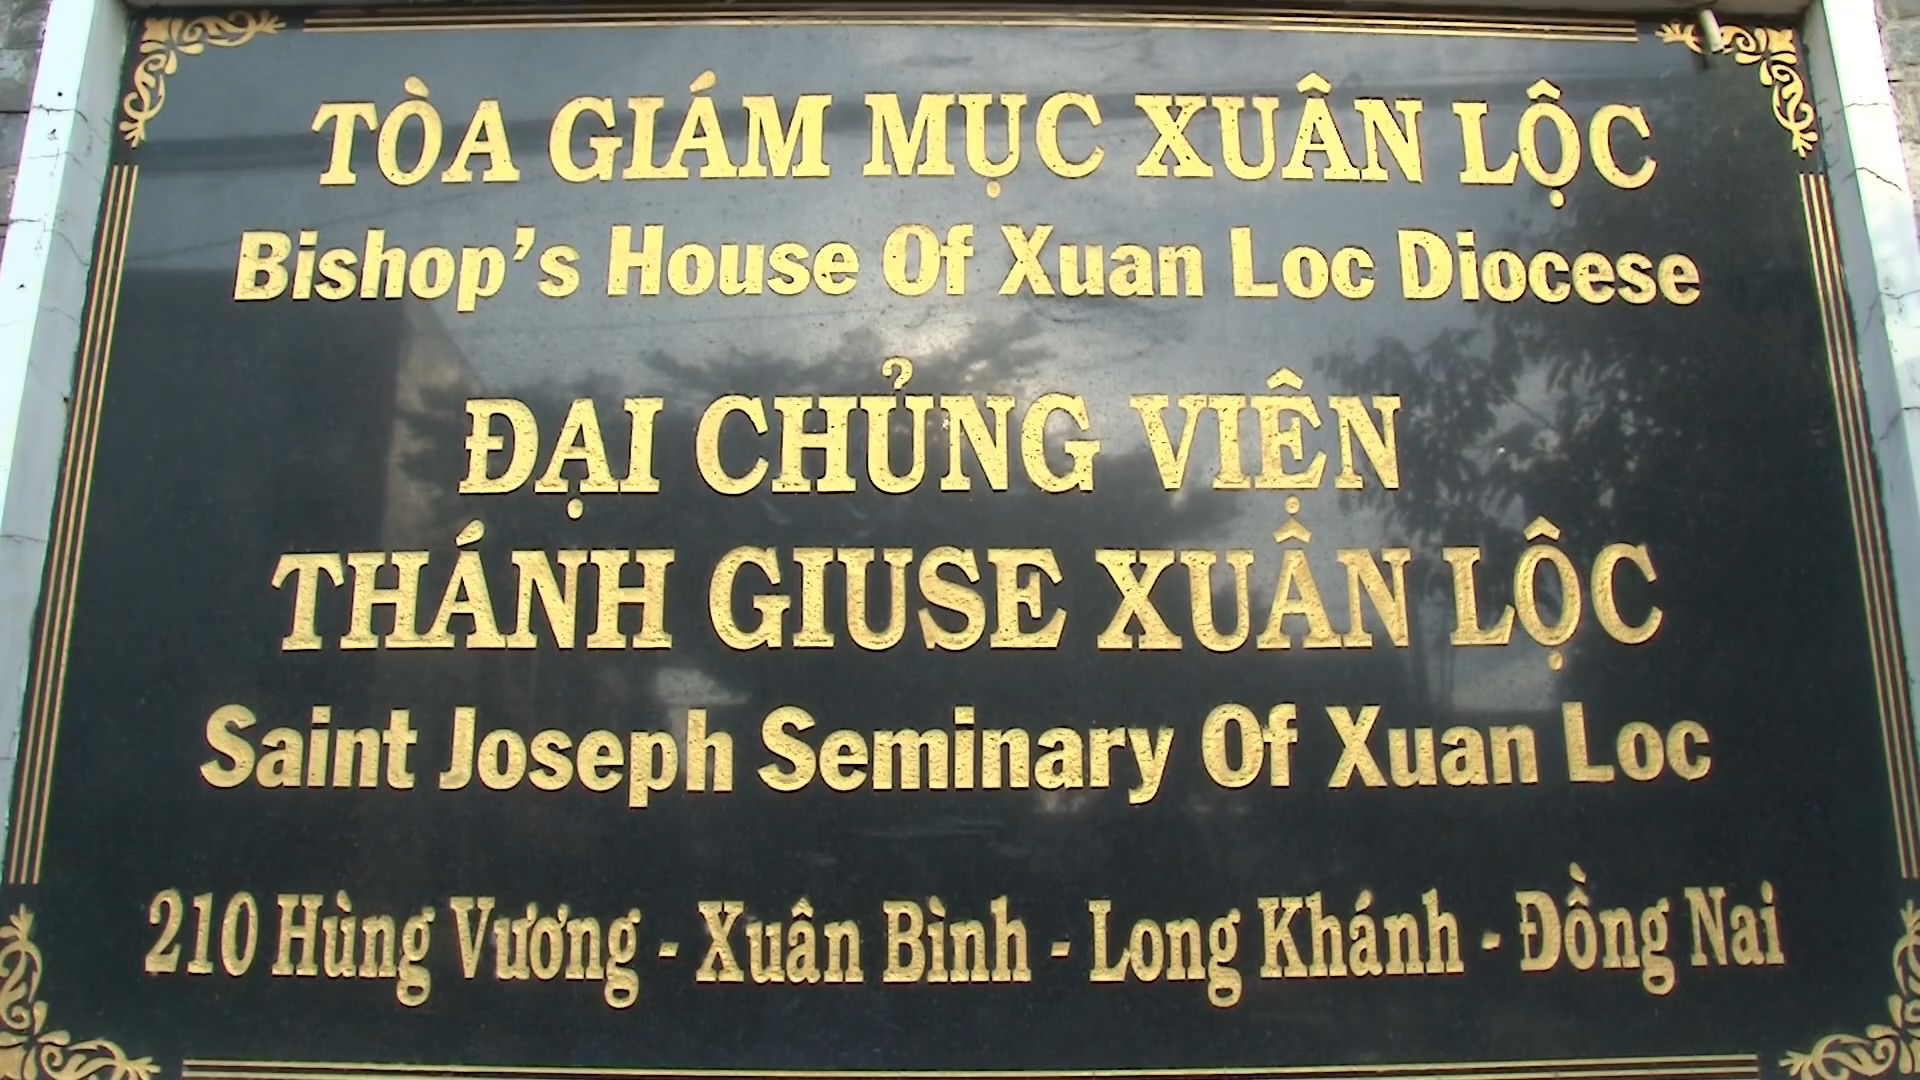 TÒA GIÁM MỤC XUÂN LỘC
Bishop's House Of Xuan Loc Diocese
ĐẠI CHỦNG VIỆN
THÁNH GIUSE XUÂN LỘC
Saint Joseph Seminary Of Xuan Loc
210 Hùng Vương - Xuân Bình - Long Khánh - Đồng Nai